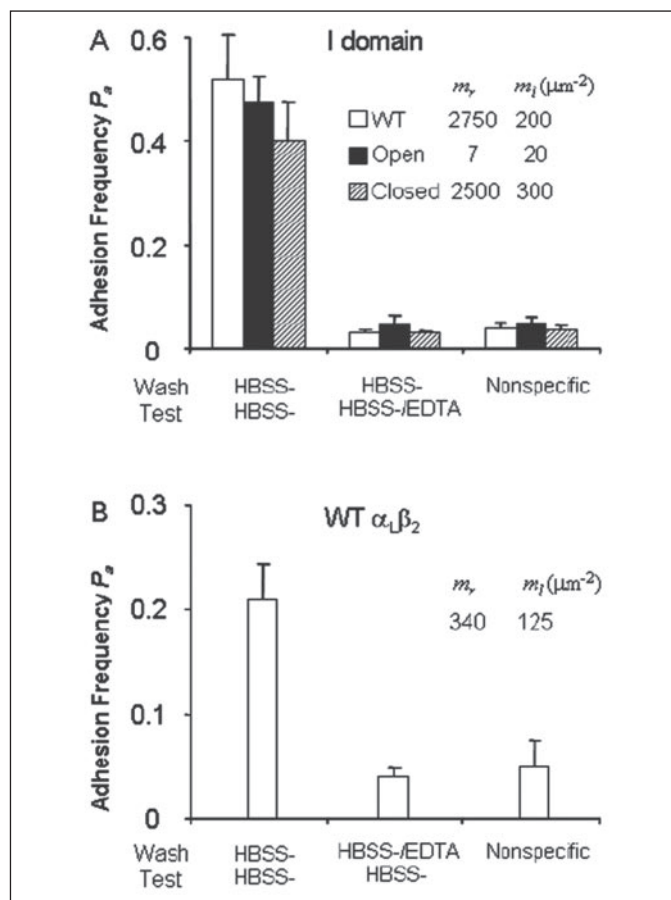 A
I domain
Adhesion Frequency Pₐ
0.6
0.4
0.2
0
mᵣ mₗ (μm⁻²)
WT 2750 200
Open 7 20
Closed 2500 300
Wash HBSS- HBSS- Nonspecific
Test HBSS- HBSS-/EDTA
B
WT αLβ₂
Adhesion Frequency Pₐ
0.3
0.2
0.1
0
mᵣ mₗ (μm⁻²)
340 125
Wash HBSS- HBSS-/EDTA Nonspecific
Test HBSS- HBSS-